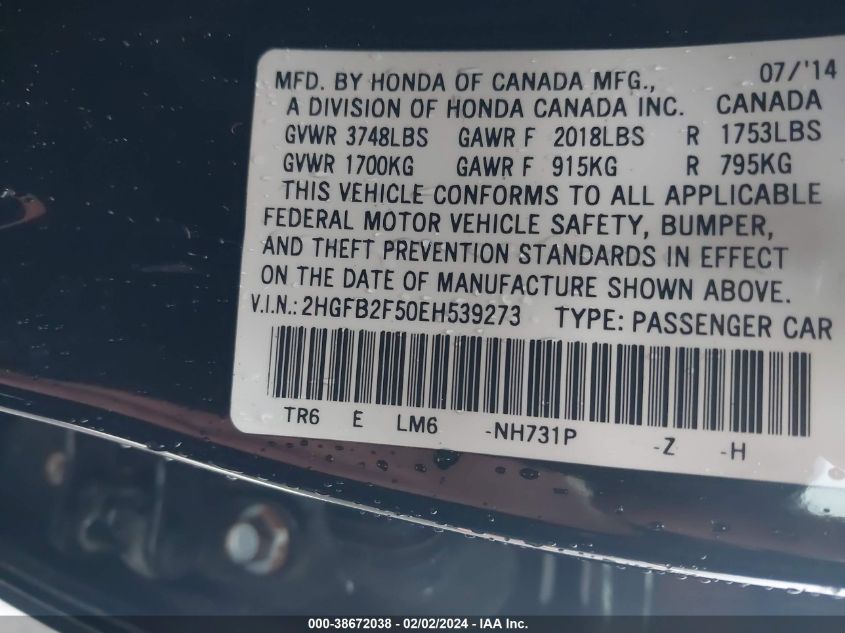 07/'14
MFD. BY HONDA OF CANADA MFG.,
A DIVISION OF HONDA CANADA INC. CANADA
GVWR 3748LBS GAWR F 2018LBS R 1753LBS
GVWR 1700KG GAWR F 915KG R 795KG
THIS VEHICLE CONFORMS TO ALL APPLICABLE
FEDERAL MOTOR VEHICLE SAFETY, BUMPER,
AND THEFT PREVENTION STANDARDS IN EFFECT
ON THE DATE OF MANUFACTURE SHOWN ABOVE.
V.I.N.: 2HGFB2F50EH539273 TYPE: PASSENGER CAR
TR6 E LM6 -NH731P -Z -H
000-38672038 - 02/02/2024 - IAA Inc.